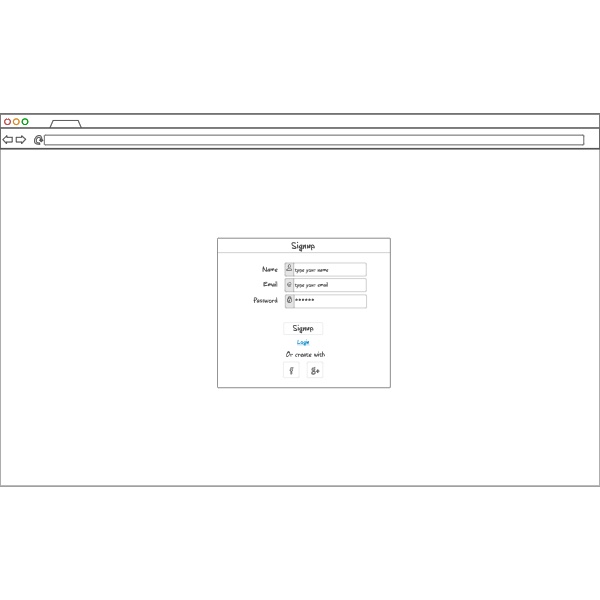 Signup
Name type your name
Email @ type your email
Password ******
Signup
Login
Or create with
f g+